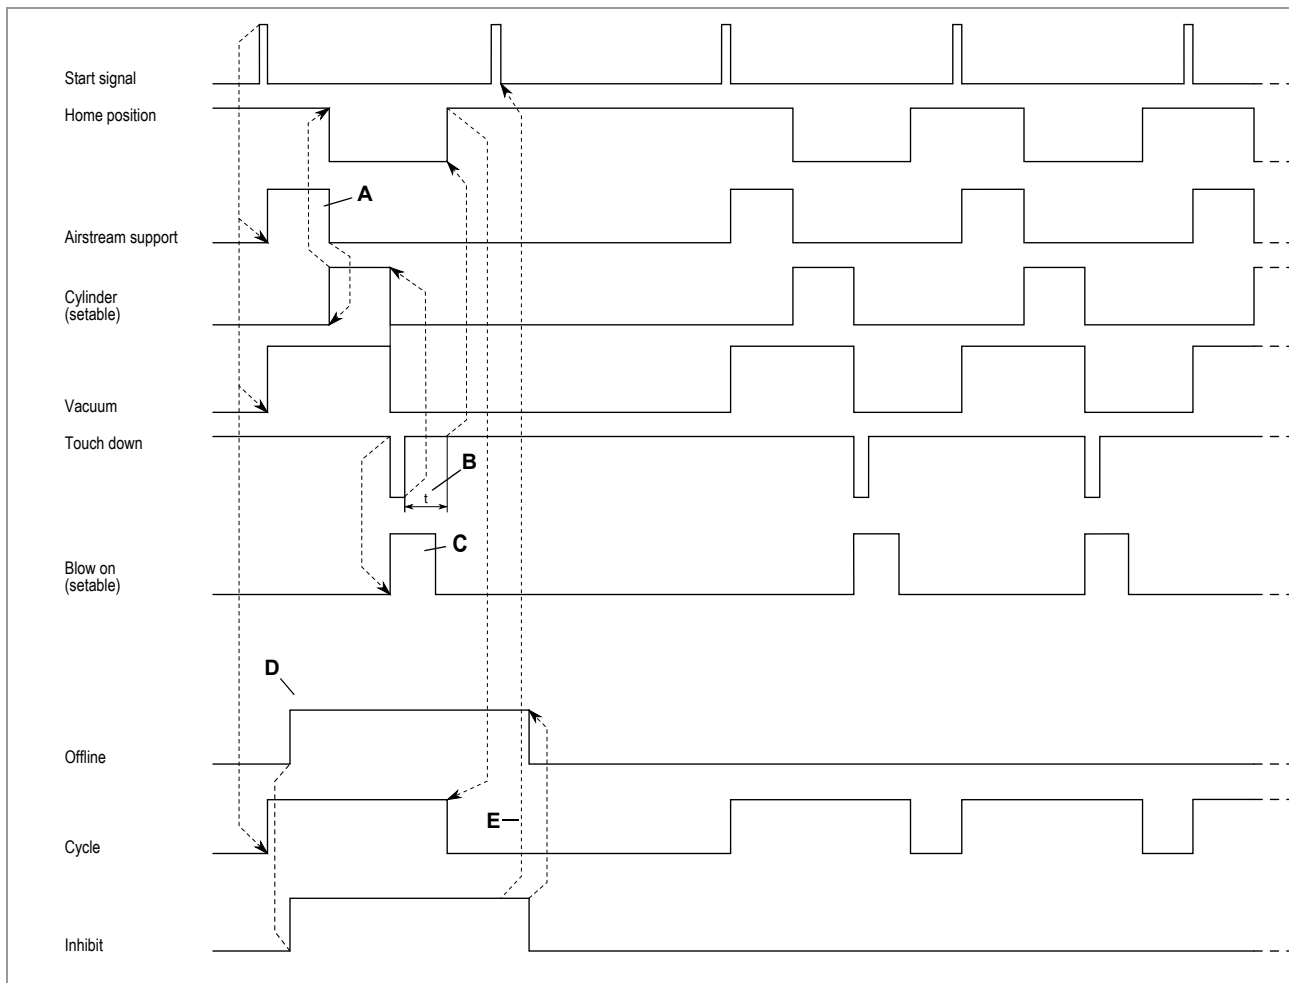 Start signal
Home position
A
Airstream support
Cylinder
(setable)
Vacuum
Touch down
B
t
C
Blow on
(setable)
D
Offline
E
Cycle
Inhibit